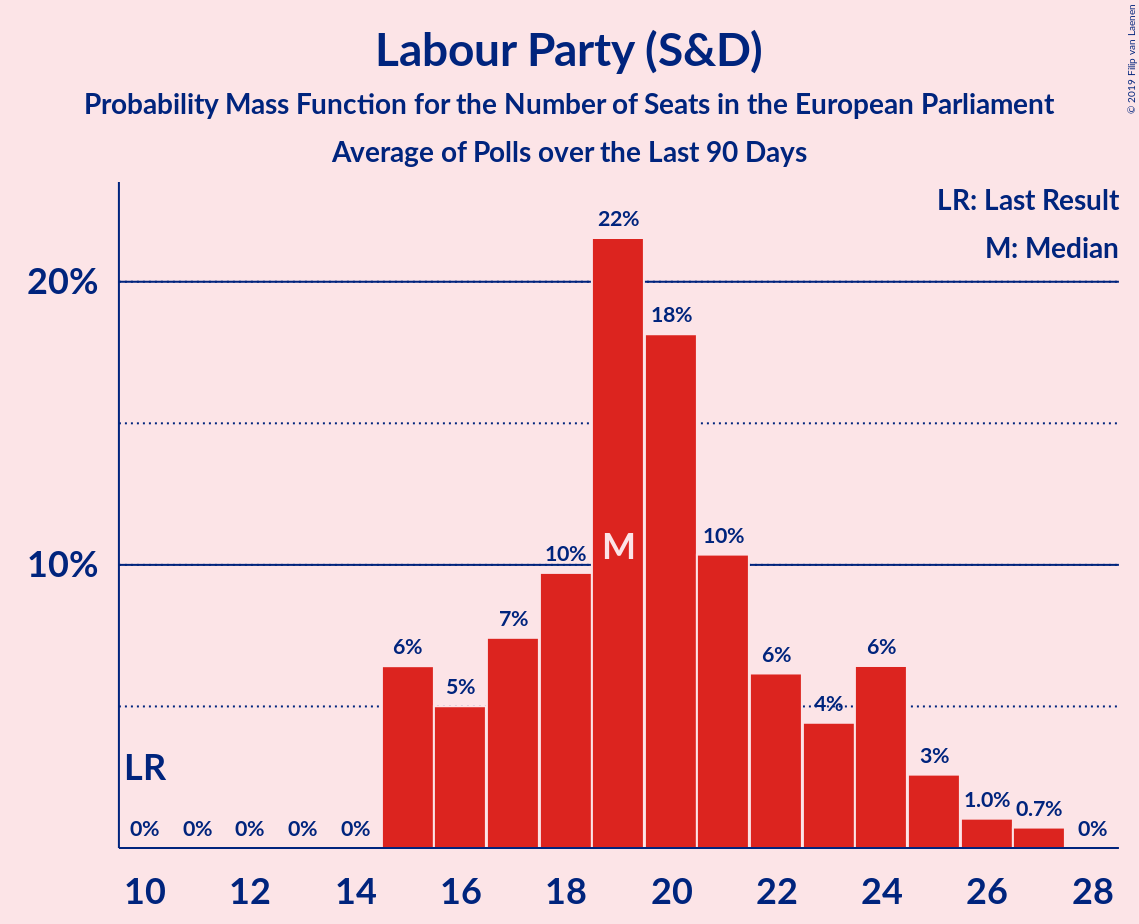 © 2019 Filip van Laenen
Labour Party (S&D)
Probability Mass Function for the Number of Seats in the European Parliament
Average of Polls over the Last 90 Days
LR: Last Result
M: Median
20%
10%
22%
18%
10%
10%
7%
6%
5%
6%
4%
6%
3%
1.0%
0.7%
M
LR
0% 0% 0% 0% 0% 0%
10 12 14 16 18 20 22 24 26 28